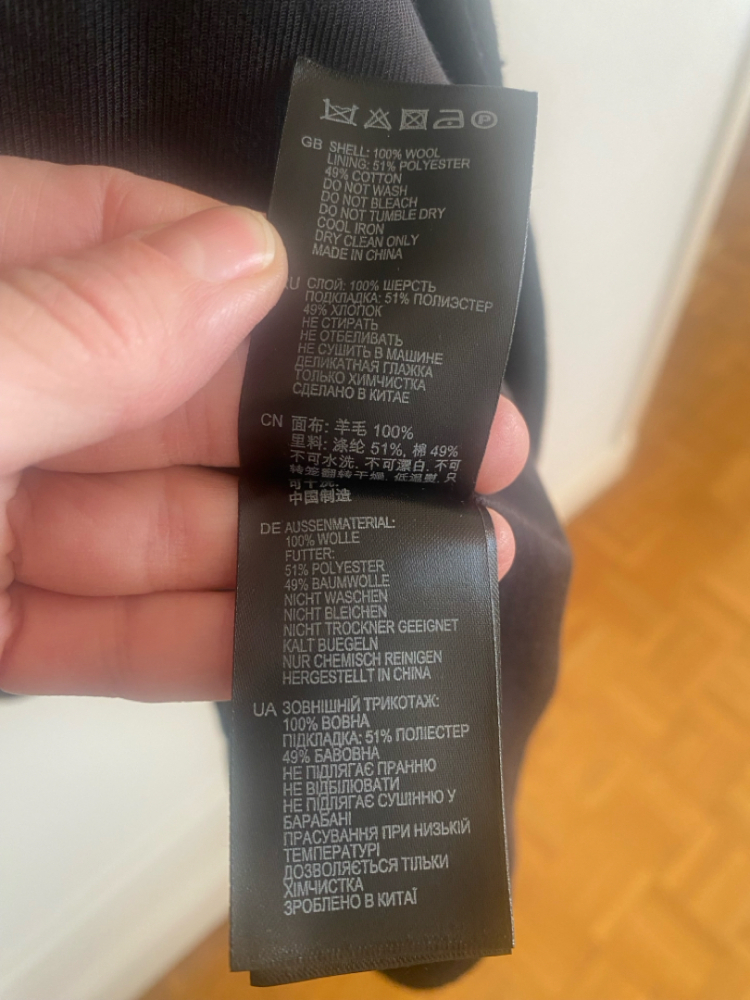 P
GB SHELL: 100% WOOL
LINING: 51% POLYESTER
49% COTTON
DO NOT WASH
DO NOT BLEACH
DO NOT TUMBLE DRY
COOL IRON
DRY CLEAN ONLY
MADE IN CHINA
СЛОЙ: 100% ШЕРСТЬ
ПОДКЛАДКА: 51% ПОЛИЭСТЕР
49% ХЛОПОК
НЕ СТИРАТЬ
НЕ ОТБЕЛИВАТЬ
НЕ СУШИТЬ В МАШИНЕ
ДЕЛИКАТНАЯ ГЛАЖКА
ТОЛЬКО ХИМЧИСТКА
СДЕЛАНО В КИТАЕ
CN 面布: 羊毛 100%
里料: 涤纶 51%, 棉 49%
不可水洗, 不可漂白, 不可
中国制造
DE AUSSENMATERIAL:
100% WOLLE
FUTTER:
51% POLYESTER
49% BAUMWOLLE
NICHT WASCHEN
NICHT BLEICHEN
NICHT TROCKNER GEEIGNET
KALT BUEGELN
NUR CHEMISCH REINIGEN
HERGESTELLT IN CHINA
UA ЗОВНІШНІЙ ТРИКОТАЖ:
100% ВОВНА
ПІДКЛАДКА: 51% ПОЛІЕСТЕР
49% БАВОВНА
НЕ ПІДЛЯГАЄ ПРАННЮ
НЕ ВІДБІЛЮВАТИ
НЕ ПІДЛЯГАЄ СУШІННЮ У
БАРАБАНІ
ПРАСУВАННЯ ПРИ НИЗЬКІЙ
ТЕМПЕРАТУРІ
ДОЗВОЛЯЄТЬСЯ ТІЛЬКИ
ХІМЧИСТКА
ЗРОБЛЕНО В КИТАЇ